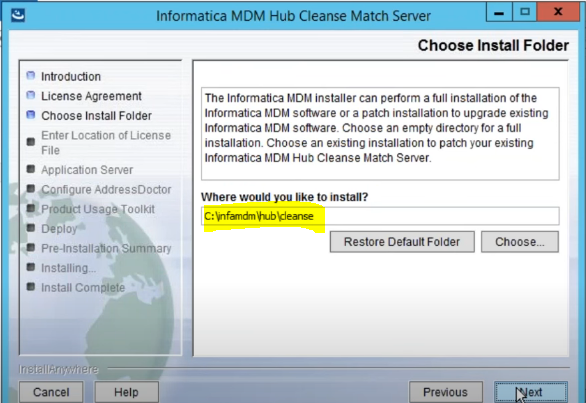 Informatica MDM Hub Cleanse Match Server
Choose Install Folder
Introduction
License Agreement
Choose Install Folder
Enter Location of License
File
Application Server
Configure AddressDoctor
Product Usage Toolkit
Deploy
Pre-Installation Summary
Installing...
Install Complete
The Informatica MDM installer can perform a full installation of the
Informatica MDM software or a patch installation to upgrade existing
Informatica MDM software. Choose an empty directory for a full
installation. Choose an existing installation to patch your existing
Informatica MDM Hub Cleanse Match Server.
Where would you like to install?
C:\infamdm\hub\cleanse
Restore Default Folder
Choose...
InstallAnywhere
Cancel
Help
Previous
Next